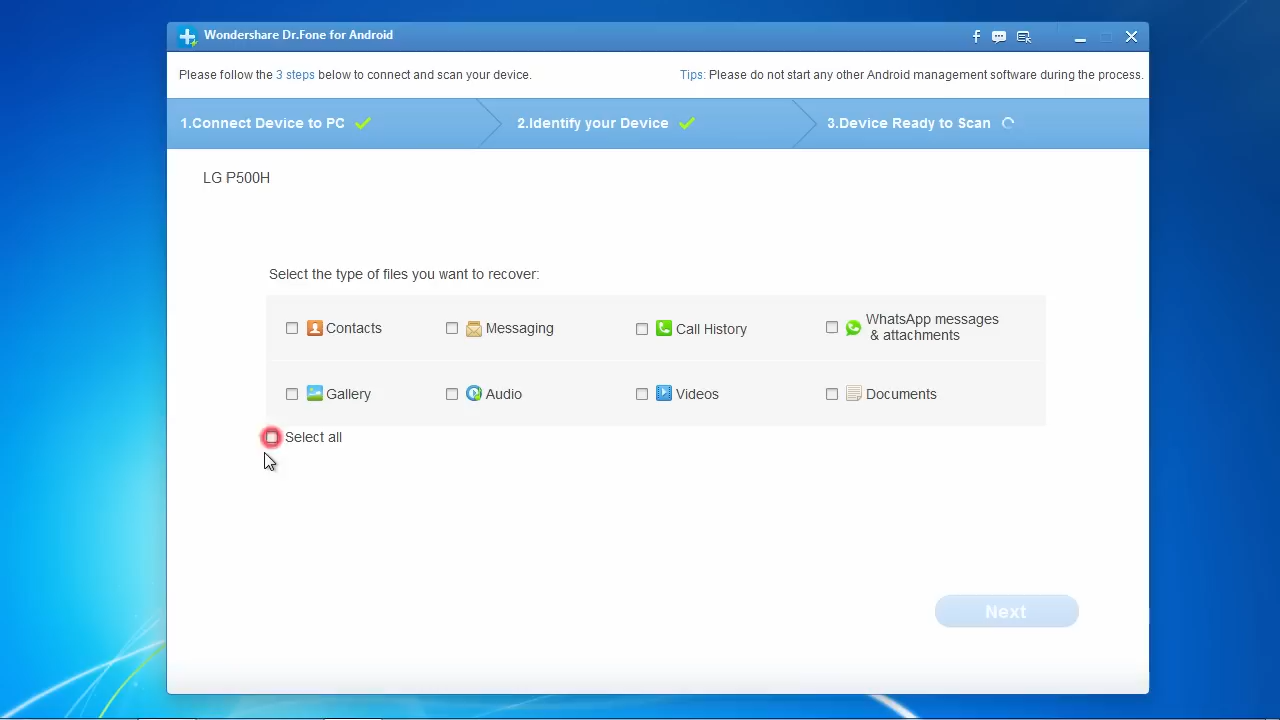 Wondershare Dr.Fone for Android
Please follow the 3 steps below to connect and scan your device.
Tips: Please do not start any other Android management software during the process.
1.Connect Device to PC
2.Identify your Device
3.Device Ready to Scan
LG P500H
Select the type of files you want to recover:
Contacts
Messaging
Call History
WhatsApp messages
& attachments
Gallery
Audio
Videos
Documents
Select all
Next